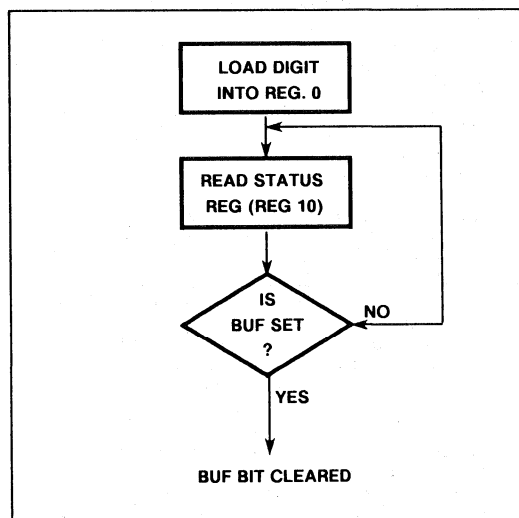 LOAD DIGIT
INTO REG. 0
READ STATUS
REG (REG 10)
IS
BUF SET
?
NO
YES
BUF BIT CLEARED